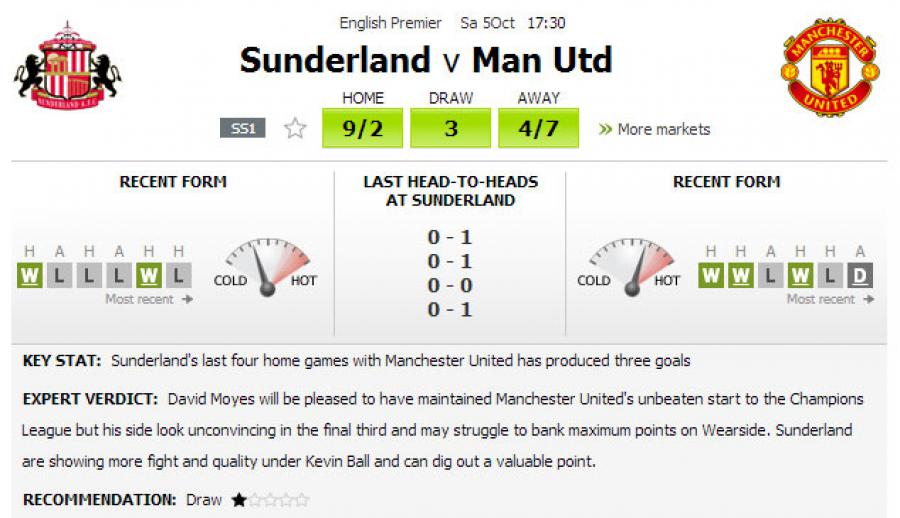 English Premier Sa 5Oct 17:30
Sunderland v Man Utd
HOME DRAW AWAY
SS1 9/2 3 4/7 » More markets
SUNDERLAND A.F.C
MANCHESTER
UNITED
RECENT FORM
H A H A H H
W L L L W L
Most recent →
COLD HOT
LAST HEAD-TO-HEADS
AT SUNDERLAND
0 - 1
0 - 1
0 - 0
0 - 1
RECENT FORM
COLD HOT
H H A H H A
W W L W L D
Most recent →
KEY STAT: Sunderland's last four home games with Manchester United has produced three goals
EXPERT VERDICT: David Moyes will be pleased to have maintained Manchester United's unbeaten start to the Champions
League but his side look unconvincing in the final third and may struggle to bank maximum points on Wearside. Sunderland
are showing more fight and quality under Kevin Ball and can dig out a valuable point.
RECOMMENDATION: Draw ★☆☆☆☆